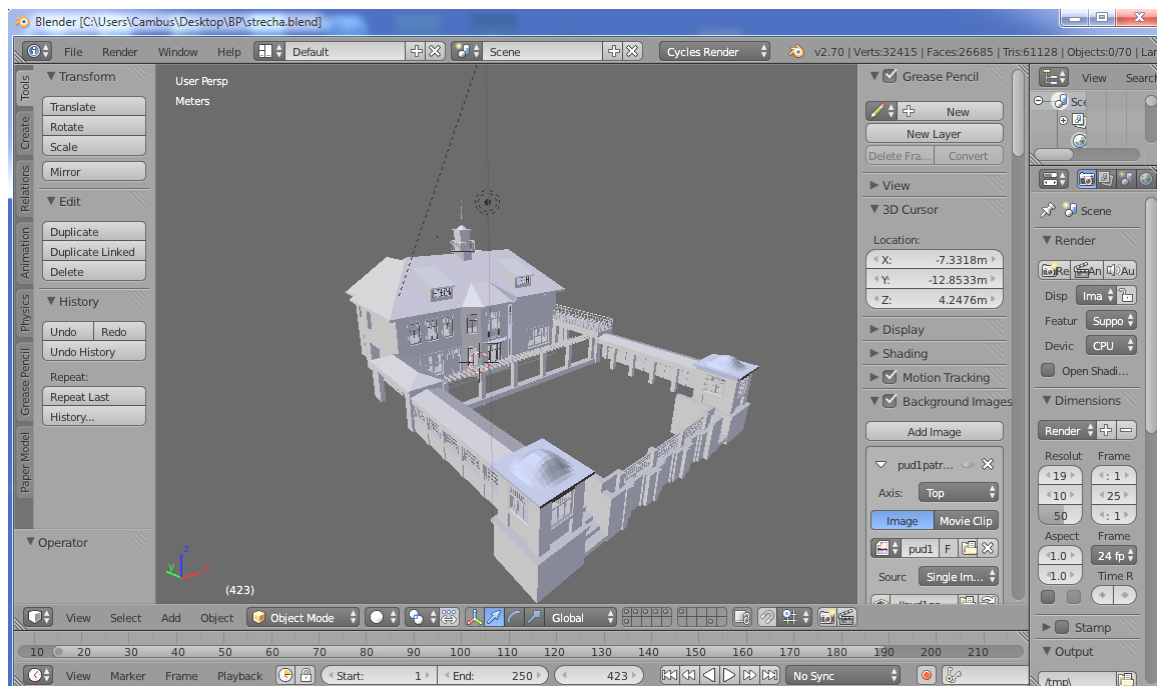 Blender [C:\Users\Cambus\Desktop\BP\strecha.blend]
File Render Window Help Default Scene Cycles Render v2.70 | Verts:32415 | Faces:26685 | Tris:61128 | Objects:0/70 | Lar
Tools
Create
Relations
Animation
Physics
Grease Pencil
Paper Model
Transform
Translate
Rotate
Scale
Mirror
Edit
Duplicate
Duplicate Linked
Delete
History
Undo Redo
Undo History
Repeat:
Repeat Last
History...
Operator
User Persp
Meters
z
y
x
(423)
Grease Pencil
New
New Layer
Delete Fra... Convert
View
3D Cursor
Location:
X: -7.3318m
Y: -12.8533m
Z: 4.2476m
Display
Shading
Motion Tracking
Background Images
Add Image
pud1patr...
Axis: Top
Image Movie Clip
pud1 F
Sourc Single Im...
View Search
Sce
Scene
Render
Re An Au
Disp Ima
Featur Suppo
Devic CPU
Open Shadi...
Dimensions
Render
Resolut Frame
19 : 1
10 25
50 : 1
Aspect Frame
1.0 24 fp
1.0 Time R
Stamp
Output
/tmp\
View Select Add Object Object Mode Global
10 0 10 20 30 40 50 60 70 80 90 100 110 120 130 140 150 160 170 180 190 200 210
View Marker Frame Playback Start: 1 End: 250 423 No Sync